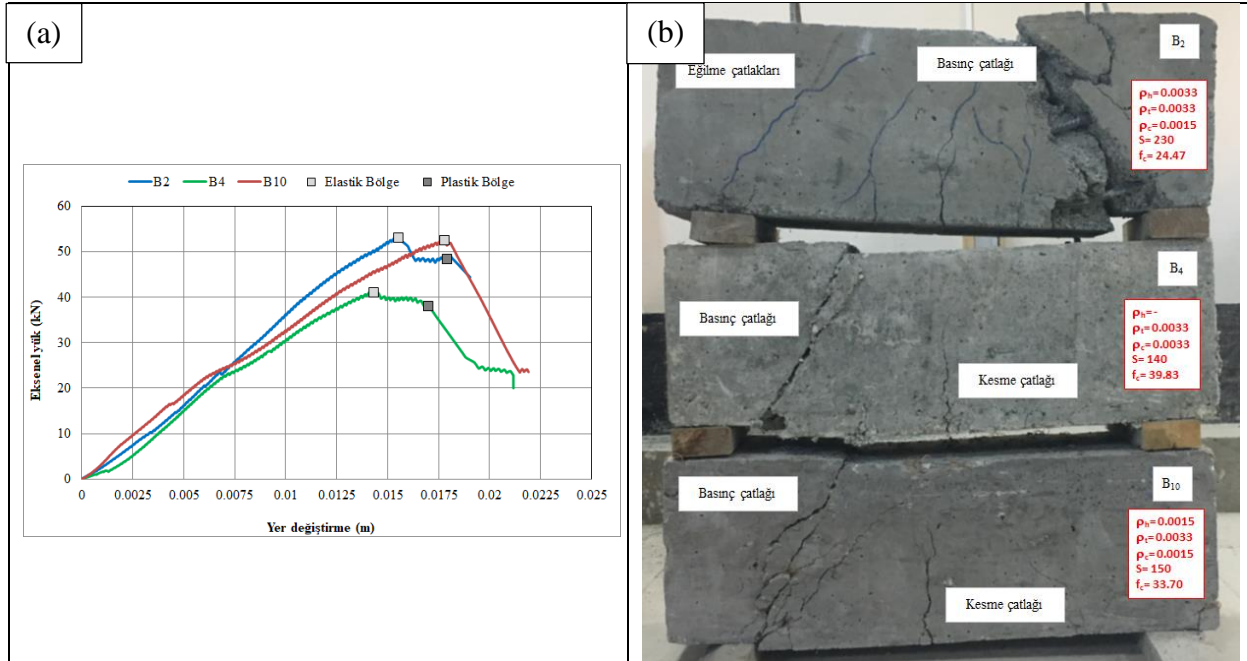 (a)
B2 B4 B10 Elastik Bölge Plastik Bölge
60
50
40
30
20
10
0
0 0.0025 0.005 0.0075 0.01 0.0125 0.015 0.0175 0.02 0.0225 0.025
Eksenel yük (kN)
Yer değiştirme (m)
(b)
Eğilme çatlakları
Basınç çatlağı
B2
ρh=0.0033
ρt=0.0033
ρc=0.0015
S= 230
fc= 24.47
Basınç çatlağı
Kesme çatlağı
B4
ρh=-
ρt=0.0033
ρc=0.0033
S= 140
fc= 39.83
Basınç çatlağı
Kesme çatlağı
B10
ρh=0.0015
ρt=0.0033
ρc=0.0015
S= 150
fc= 33.70